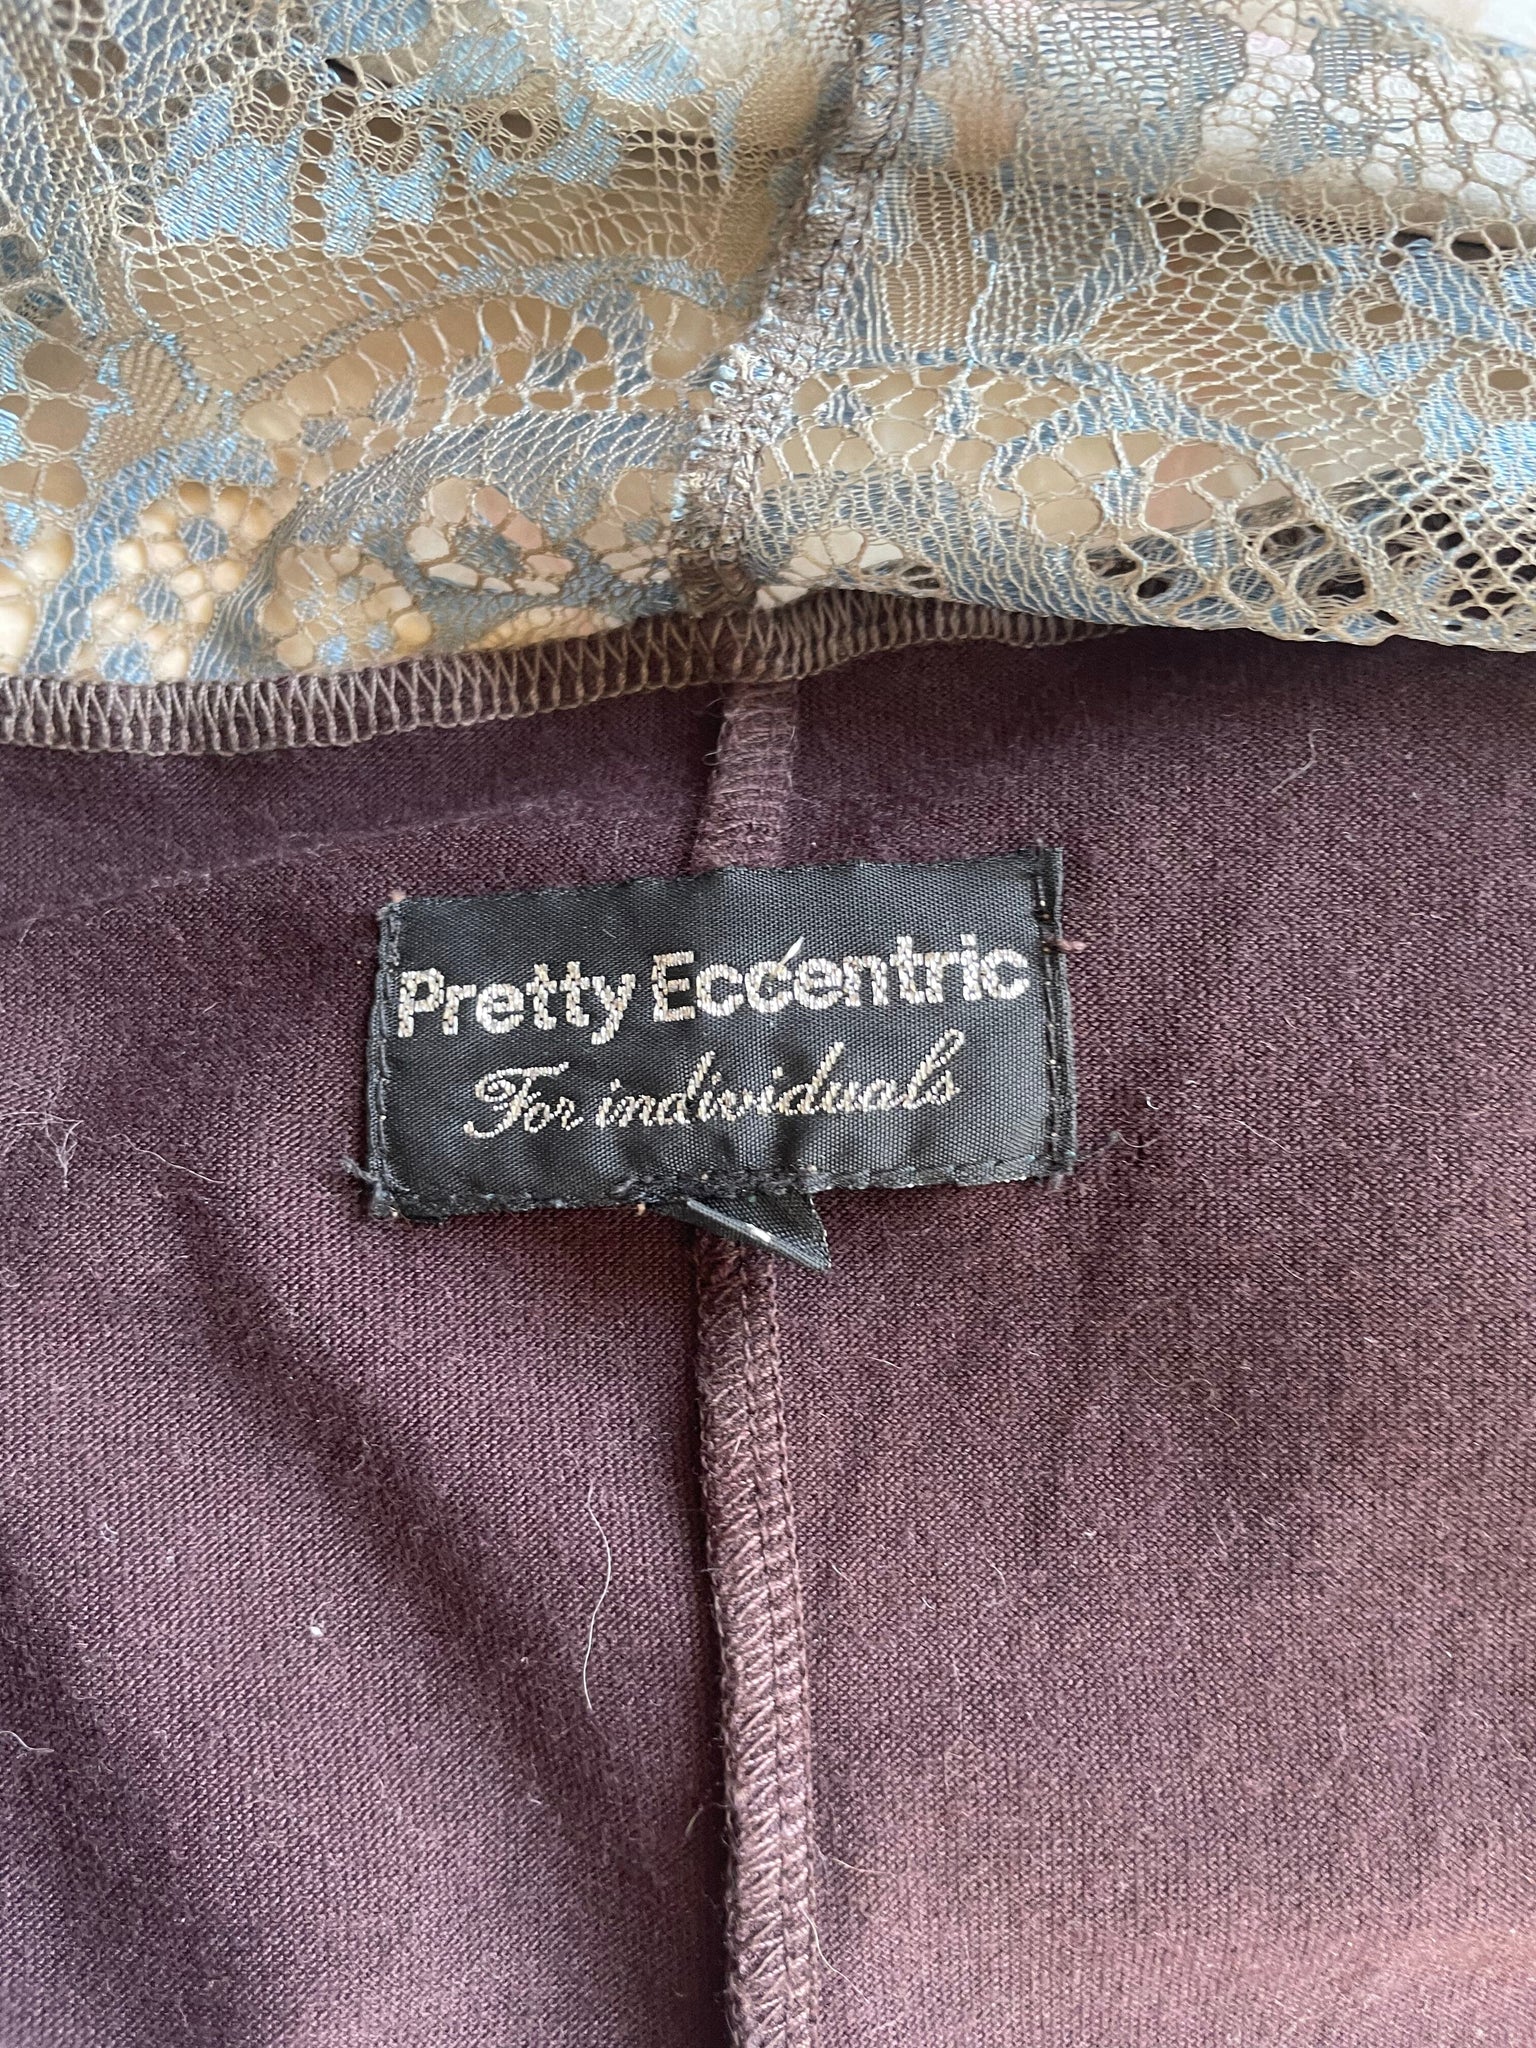 Pretty Eccentric
For individuals